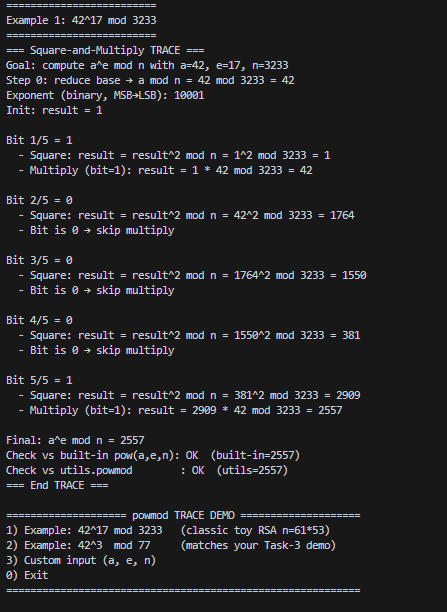 =========================
Example 1: 42^17 mod 3233
=========================
=== Square-and-Multiply TRACE ===
Goal: compute a^e mod n with a=42, e=17, n=3233
Step 0: reduce base → a mod n = 42 mod 3233 = 42
Exponent (binary, MSB→LSB): 10001
Init: result = 1

Bit 1/5 = 1
  - Square: result = result^2 mod n = 1^2 mod 3233 = 1
  - Multiply (bit=1): result = 1 * 42 mod 3233 = 42

Bit 2/5 = 0
  - Square: result = result^2 mod n = 42^2 mod 3233 = 1764
  - Bit is 0 → skip multiply

Bit 3/5 = 0
  - Square: result = result^2 mod n = 1764^2 mod 3233 = 1550
  - Bit is 0 → skip multiply

Bit 4/5 = 0
  - Square: result = result^2 mod n = 1550^2 mod 3233 = 381
  - Bit is 0 → skip multiply

Bit 5/5 = 1
  - Square: result = result^2 mod n = 381^2 mod 3233 = 2909
  - Multiply (bit=1): result = 2909 * 42 mod 3233 = 2557

Final: a^e mod n = 2557
Check vs built-in pow(a,e,n): OK  (built-in=2557)
Check vs utils.powmod        : OK  (utils=2557)
=== End TRACE ===

==================== powmod TRACE DEMO ====================
1) Example: 42^17 mod 3233   (classic toy RSA n=61*53)
2) Example: 42^3  mod 77     (matches your Task-3 demo)
3) Custom input (a, e, n)
0) Exit
===========================================================